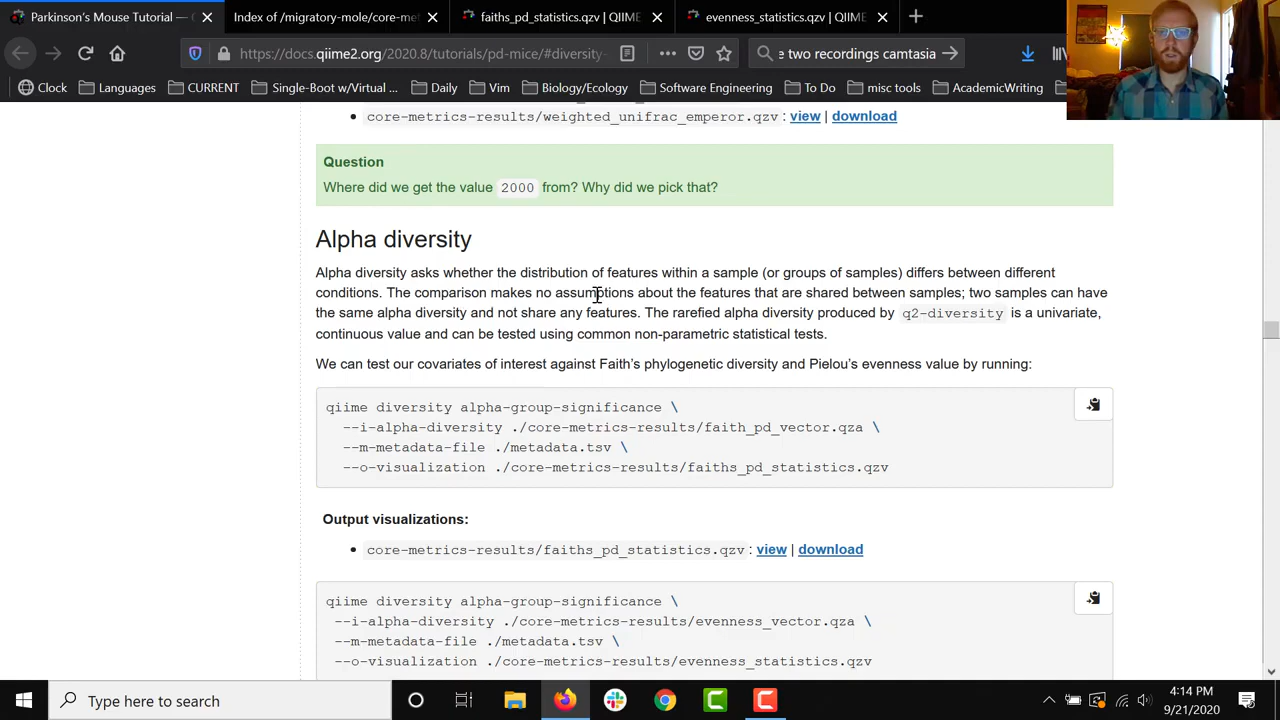 Parkinson's Mouse Tutorial —
Index of /migratory-mole/core-met
faiths_pd_statistics.qzv | QIIME
evenness_statistics.qzv | QIIME
https://docs.qiime2.org/2020.8/tutorials/pd-mice/#diversity-
e two recordings camtasia
Clock
Languages
CURRENT
Single-Boot w/Vin...
Daily
Vim
Biology/Ecology
Software Engineering
To Do
misc tools
AcademicWriting
core-metrics-results/weighted_unifrac_emperor.qzv: view | download
Question
Where did we get the value 2000 from? Why did we pick that?
Alpha diversity
Alpha diversity asks whether the distribution of features within a sample (or groups of samples) differs between different
conditions. The comparison makes no assumptions about the features that are shared between samples; two samples can have
the same alpha diversity and not share any features. The rarefied alpha diversity produced by q2-diversity is a univariate,
continuous value and can be tested using common non-parametric statistical tests.
We can test our covariates of interest against Faith's phylogenetic diversity and Pielou's evenness value by running:
qiime diversity alpha-group-significance \
--i-alpha-diversity ./core-metrics-results/faith_pd_vector.qza \
--m-metadata-file ./metadata.tsv \
--o-visualization ./core-metrics-results/faiths_pd_statistics.qzv
Output visualizations:
core-metrics-results/faiths_pd_statistics.qzv: view | download
qiime diversity alpha-group-significance \
--i-alpha-diversity ./core-metrics-results/evenness_vector.qza \
--m-metadata-file ./metadata.tsv \
--o-visualization ./core-metrics-results/evenness_statistics.qzv
Type here to search
4:14 PM
9/21/2020